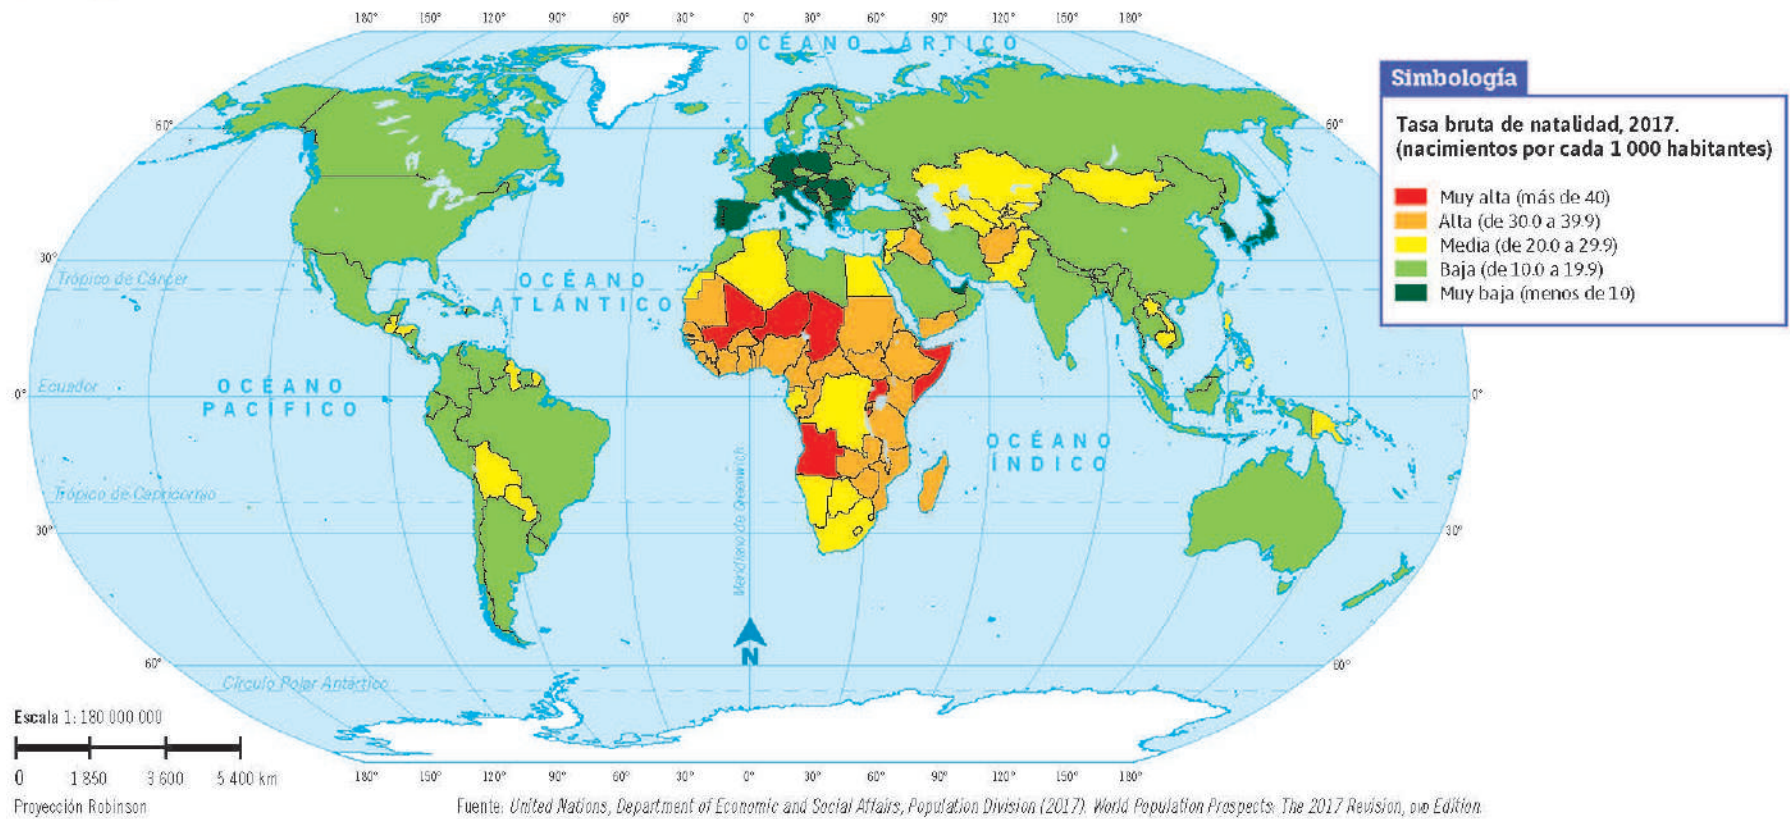 180° 150° 120° 90° 60° 30° 0° 30° 60° 90° 120° 150° 180°
OCÉANO ÁRTICO
Simbología
Tasa bruta de natalidad, 2017.
(nacimientos por cada 1 000 habitantes)
Muy alta (más de 40)
Alta (de 30.0 a 39.9)
Media (de 20.0 a 29.9)
Baja (de 10.0 a 19.9)
Muy baja (menos de 10)
60° 60°
30°
Trópico de Cáncer
OCÉANO
ATLÁNTICO
Ecuador
0° 0°
OCÉANO
PACÍFICO
OCÉANO
ÍNDICO
Meridiano de Greenwich
Trópico de Capricornio
30° 30°
N
60° 60°
Círculo Polar Antártico
Escala 1: 180 000 000
0 1 850 3 600 5 400 km
180° 150° 120° 90° 60° 30° 0° 30° 60° 90° 120° 150° 180°
Proyección Robinson
Fuente: United Nations, Department of Economic and Social Affairs, Population Division (2017). World Population Prospects: The 2017 Revision, DVD Edition.